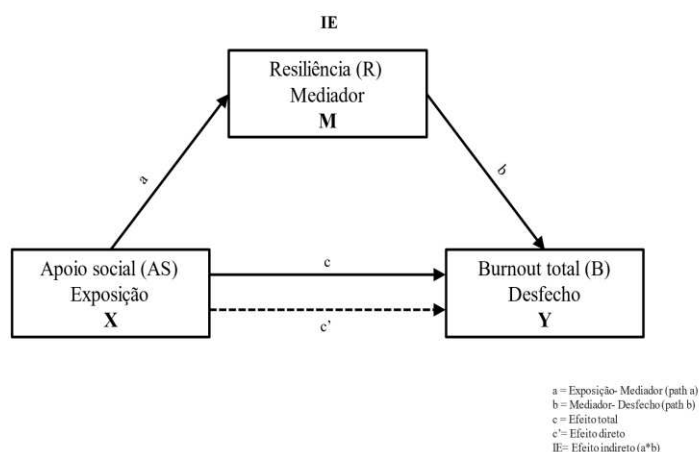 IE
Resiliência (R)
Mediador
M
a
b
Apoio social (AS)
Exposição
X
c
c'
Burnout total (B)
Desfecho
Y
a = Exposição- Mediador (path a)
b = Mediador- Desfecho (path b)
c = Efeito total
c'= Efeito direto
IE= Efeito indireto (a*b)